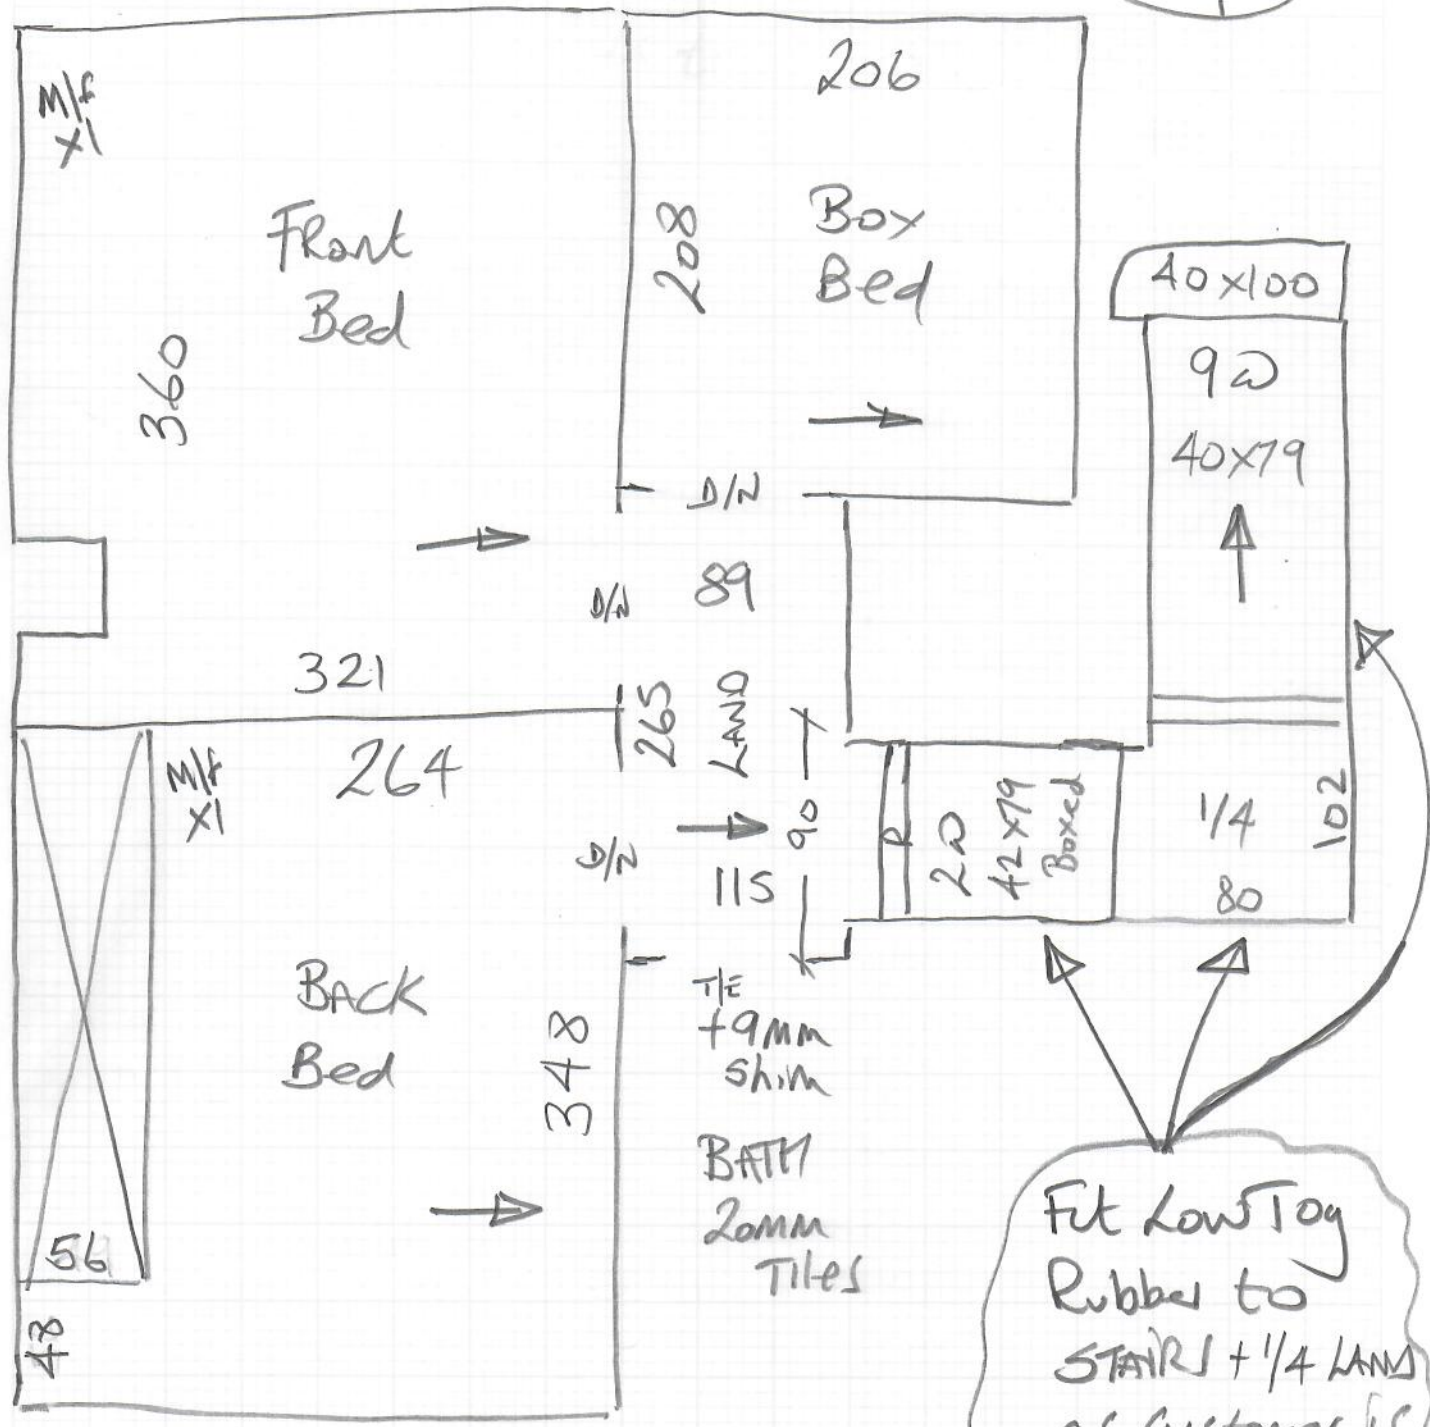 M/f
X1
Front
Bed
360
321
206
208
Box
Bed
D/N
D/N
89
265
LAND
90
115
D/N
40x100
9@
40x79
R
2@
42x79
Boxed
1/4
80
102
M/f
X1
264
BACK
Bed
348
56
48
T/E
+9mm
Shim
BATH
20mm
Tiles
Fit Low Tog
Rubber to
STAIRS + 1/4 LAND